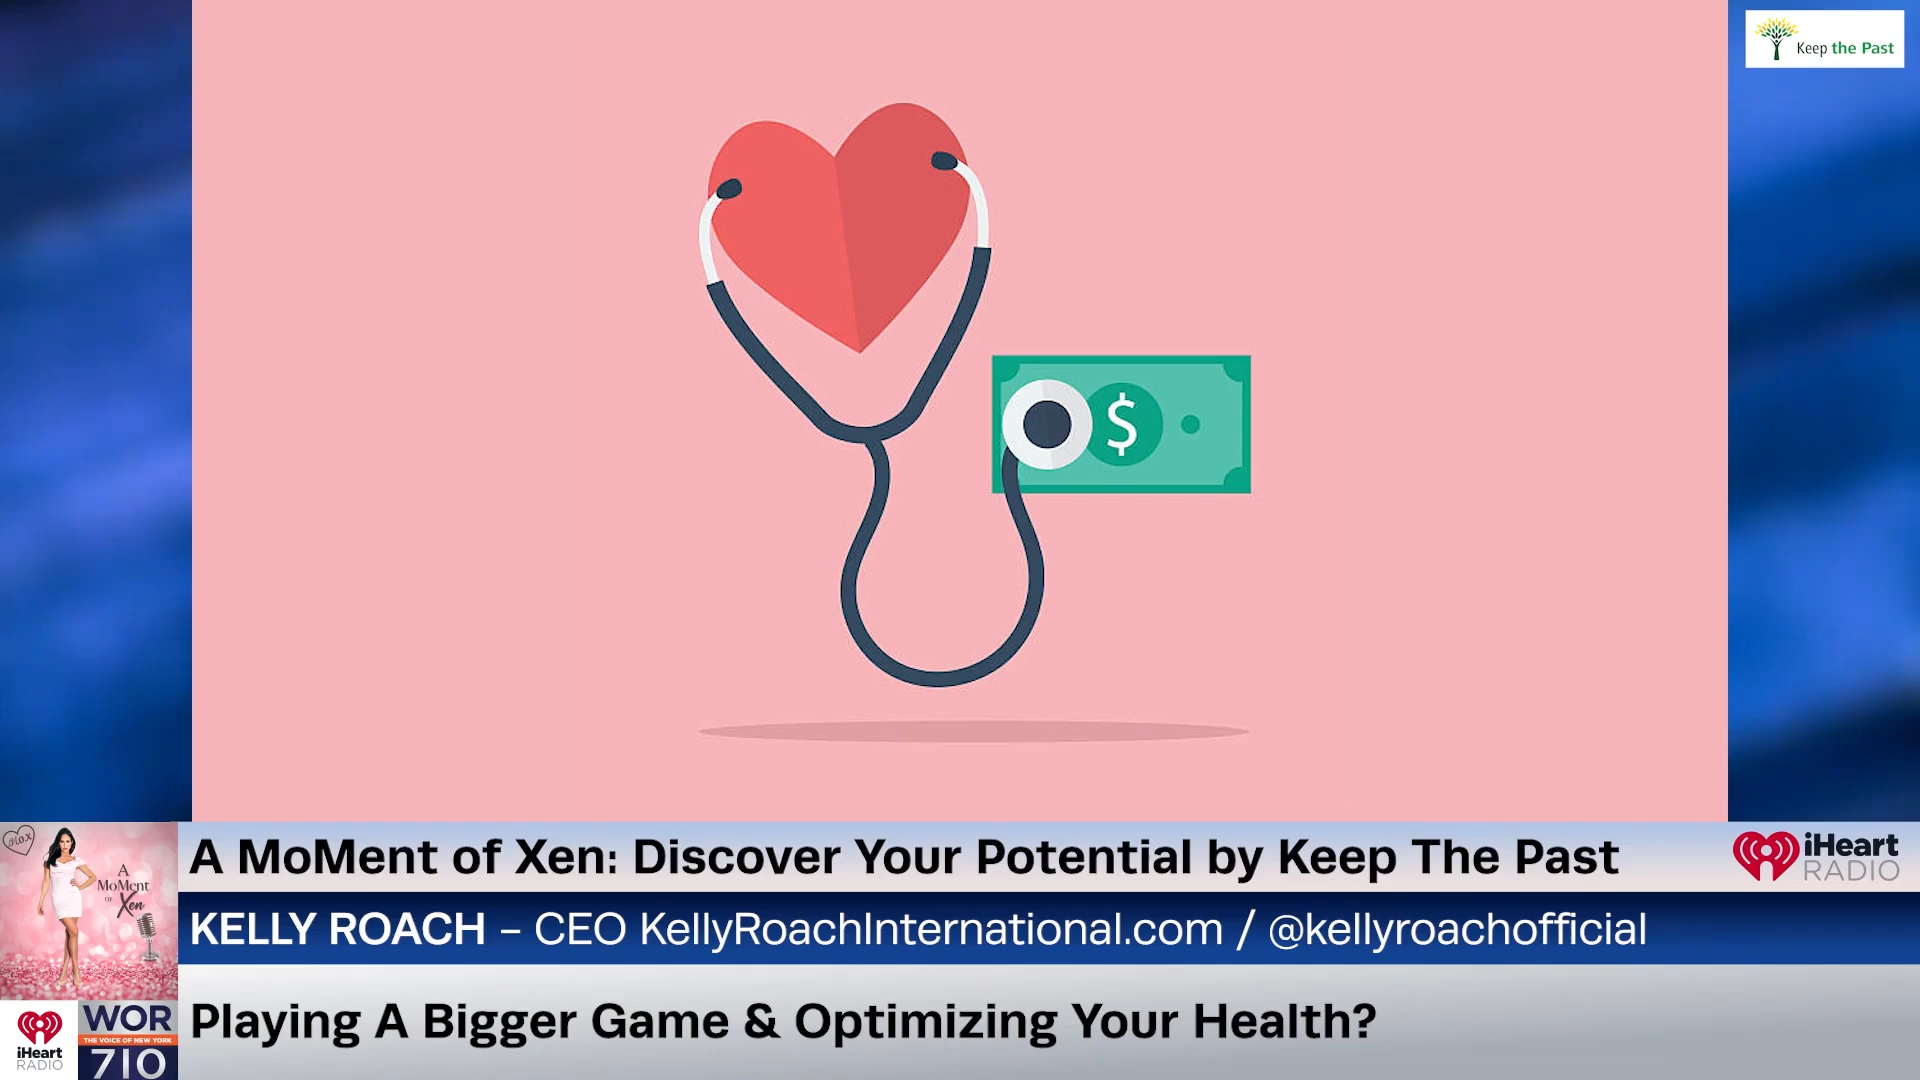 Keep the Past
$
A MoMent of Xen: Discover Your Potential by Keep The Past
iHeart
RADIO
KELLY ROACH – CEO KellyRoachInternational.com / @kellyroachofficial
Playing A Bigger Game & Optimizing Your Health?
M.o.X
A
MoMent
OF Xen
iHeart
RADIO
WOR
THE VOICE OF NEW YORK
710